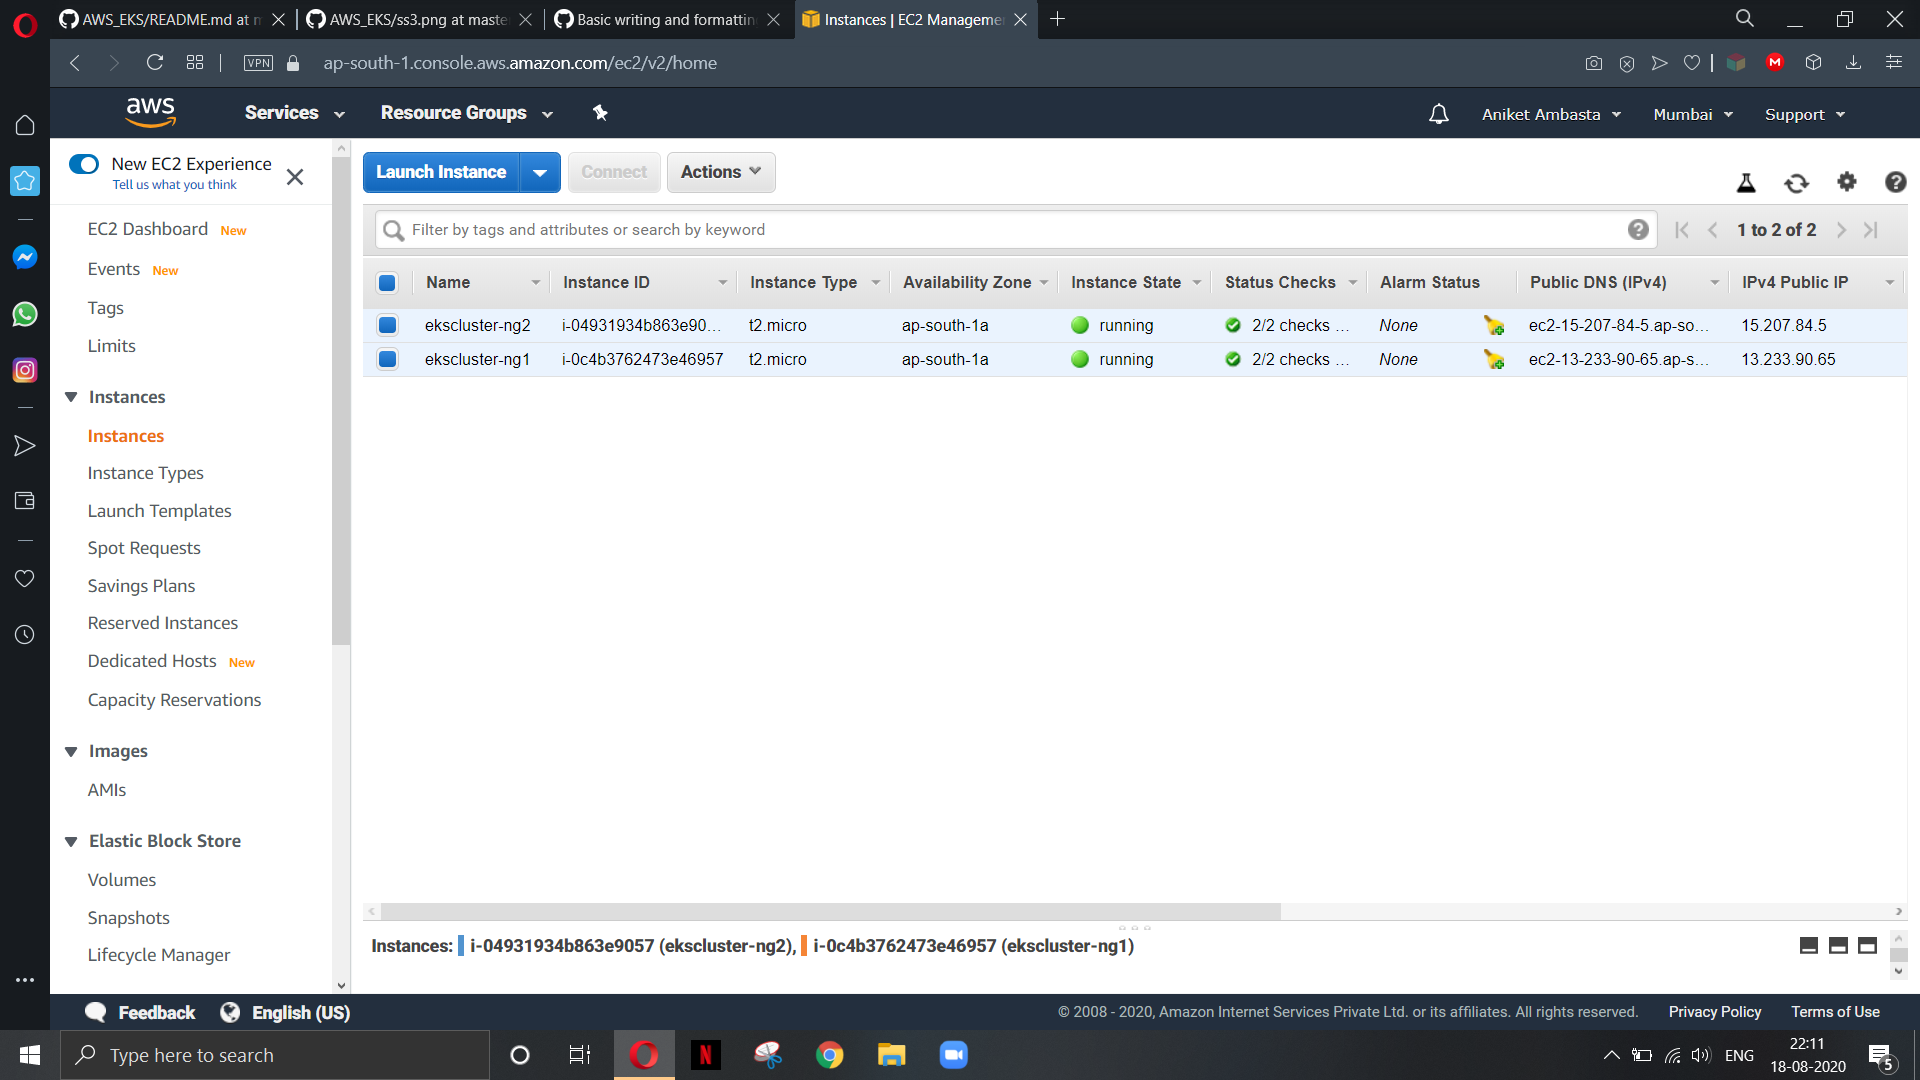 AWS_EKS/README.md at m
AWS_EKS/ss3.png at maste
Basic writing and formattin
Instances | EC2 Manageme
VPN
ap-south-1.console.aws.amazon.com/ec2/v2/home
M
aws
Services
Resource Groups
Aniket Ambasta
Mumbai
Support
New EC2 Experience
Tell us what you think
EC2 Dashboard New
Events New
Tags
Limits
Instances
Instances
Instance Types
Launch Templates
Spot Requests
Savings Plans
Reserved Instances
Dedicated Hosts New
Capacity Reservations
Images
AMIs
Elastic Block Store
Volumes
Snapshots
Lifecycle Manager
Launch Instance
Connect
Actions
Filter by tags and attributes or search by keyword
1 to 2 of 2
Name Instance ID Instance Type Availability Zone Instance State Status Checks Alarm Status Public DNS (IPv4) IPv4 Public IP
ekscluster-ng2 i-04931934b863e90... t2.micro ap-south-1a running 2/2 checks ... None ec2-15-207-84-5.ap-so... 15.207.84.5
ekscluster-ng1 i-0c4b3762473e46957 t2.micro ap-south-1a running 2/2 checks ... None ec2-13-233-90-65.ap-s... 13.233.90.65
Instances: i-04931934b863e9057 (ekscluster-ng2), i-0c4b3762473e46957 (ekscluster-ng1)
Feedback
English (US)
© 2008 - 2020, Amazon Internet Services Private Ltd. or its affiliates. All rights reserved.
Privacy Policy
Terms of Use
Type here to search
N
ENG
22:11
18-08-2020
5